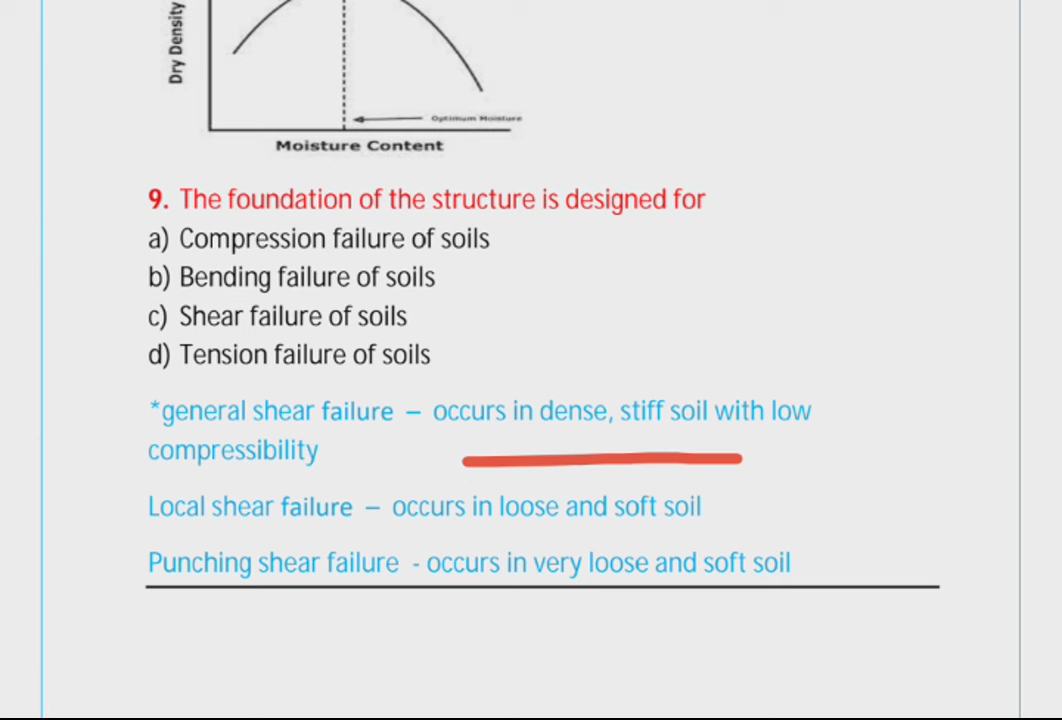 Dry Density
Optimum Moisture
Moisture Content
9. The foundation of the structure is designed for
a) Compression failure of soils
b) Bending failure of soils
c) Shear failure of soils
d) Tension failure of soils
*general shear failure – occurs in dense, stiff soil with low
compressibility
Local shear failure – occurs in loose and soft soil
Punching shear failure - occurs in very loose and soft soil